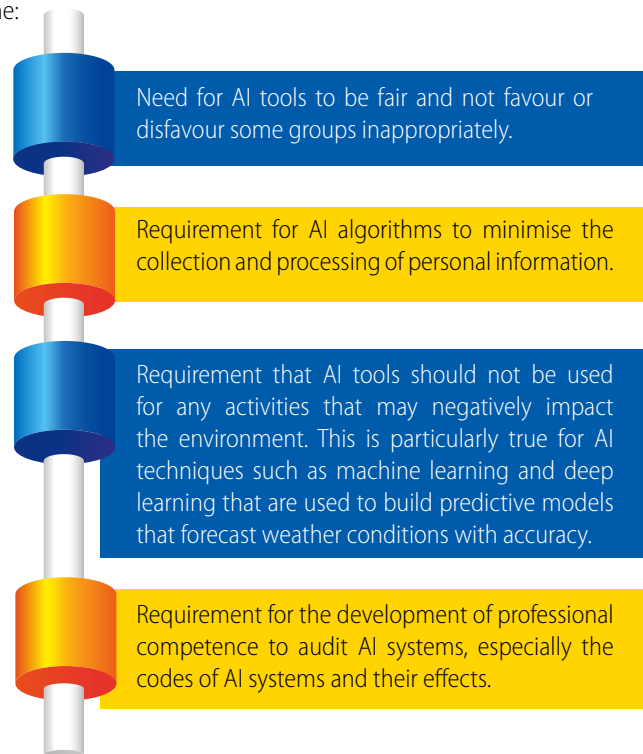 ne:
Need for AI tools to be fair and not favour or
disfavour some groups inappropriately.
Requirement for AI algorithms to minimise the
collection and processing of personal information.
Requirement that AI tools should not be used
for any activities that may negatively impact
the environment. This is particularly true for AI
techniques such as machine learning and deep
learning that are used to build predictive models
that forecast weather conditions with accuracy.
Requirement for the development of professional
competence to audit AI systems, especially the
codes of AI systems and their effects.